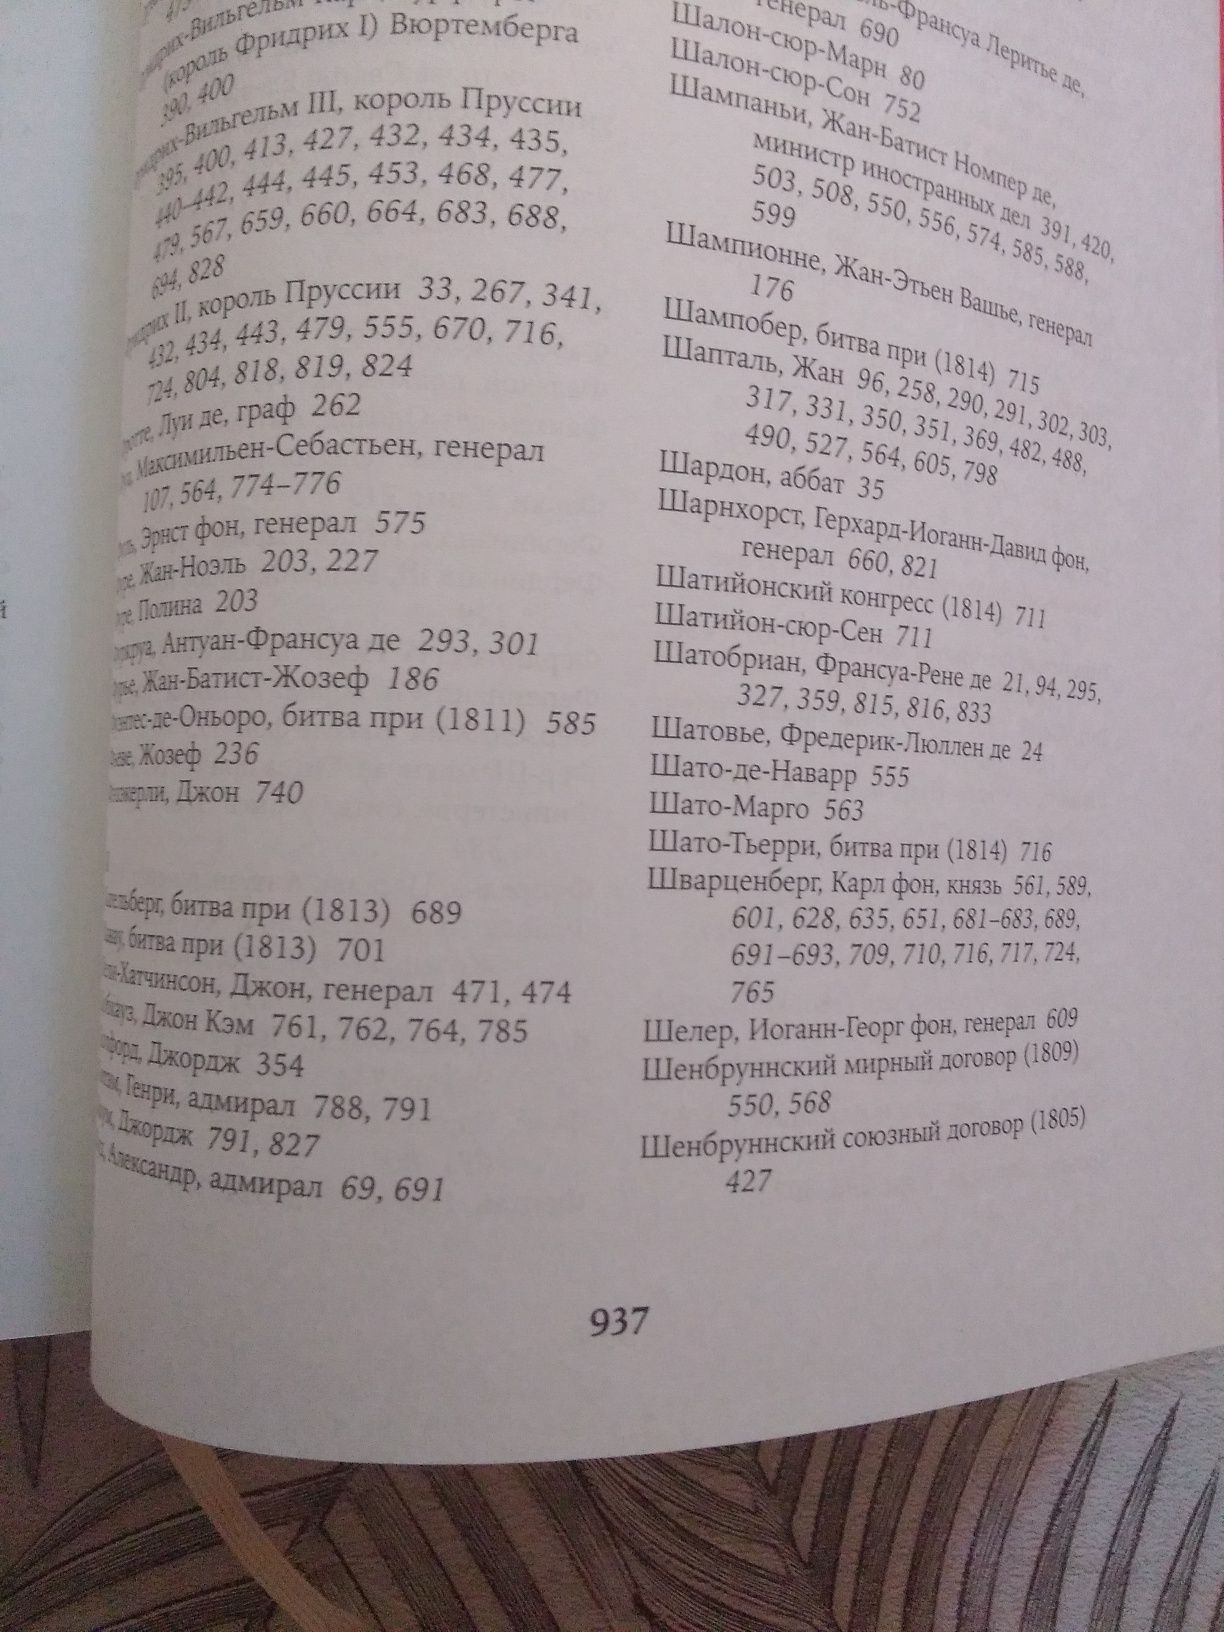 (король Фридрих I) Вюртемберга
390, 400
III, король Пруссии
395, 400, 413, 427, 432, 434, 435,
440–442, 444, 445, 453, 468, 477,
479, 567, 659, 660, 664, 683, 688,
694, 828
II, король Пруссии 33, 267, 341,
432, 434, 443, 479, 555, 670, 716,
724, 804, 818, 819, 824
Луи де, граф 262
Максимильен-Себастьен, генерал
107, 564, 774–776
Эрнст фон, генерал 575
Жан-Ноэль 203, 227
Полина 203
Антуан-Франсуа де 293, 301
Жан-Батист-Жозеф 186
битва при (1811) 585
Жозеф 236
Джон 740
битва при (1813) 689
битва при (1813) 701
Джон, генерал 471, 474
Джон Кэм 761, 762, 764, 785
Джордж 354
Генри, адмирал 788, 791
Джордж 791, 827
Александр, адмирал 69, 691
генерал 690
Шалон-сюр-Марн 80
Шалон-сюр-Сон 752
Шампаньи, Жан-Батист Номпер де,
министр иностранных дел 391, 420,
503, 508, 550, 556, 574, 585, 588,
599
Шампионне, Жан-Этьен Вашье, генерал
176
Шампобер, битва при (1814) 715
Шапталь, Жан 96, 258, 290, 291, 302, 303,
317, 331, 350, 351, 369, 482, 488,
490, 527, 564, 605, 798
Шардон, аббат 35
Шарнхорст, Герхард-Иоганн-Давид фон,
генерал 660, 821
Шатийонский конгресс (1814) 711
Шатийон-сюр-Сен 711
Шатобриан, Франсуа-Рене де 21, 94, 295,
327, 359, 815, 816, 833
Шатовье, Фредерик-Люллен де 24
Шато-де-Наварр 555
Шато-Марго 563
Шато-Тьерри, битва при (1814) 716
Шварценберг, Карл фон, князь 561, 589,
601, 628, 635, 651, 681–683, 689,
691–693, 709, 710, 716, 717, 724,
765
Шелер, Иоганн-Георг фон, генерал 609
Шенбруннский мирный договор (1809)
550, 568
Шенбруннский союзный договор (1805)
427
937